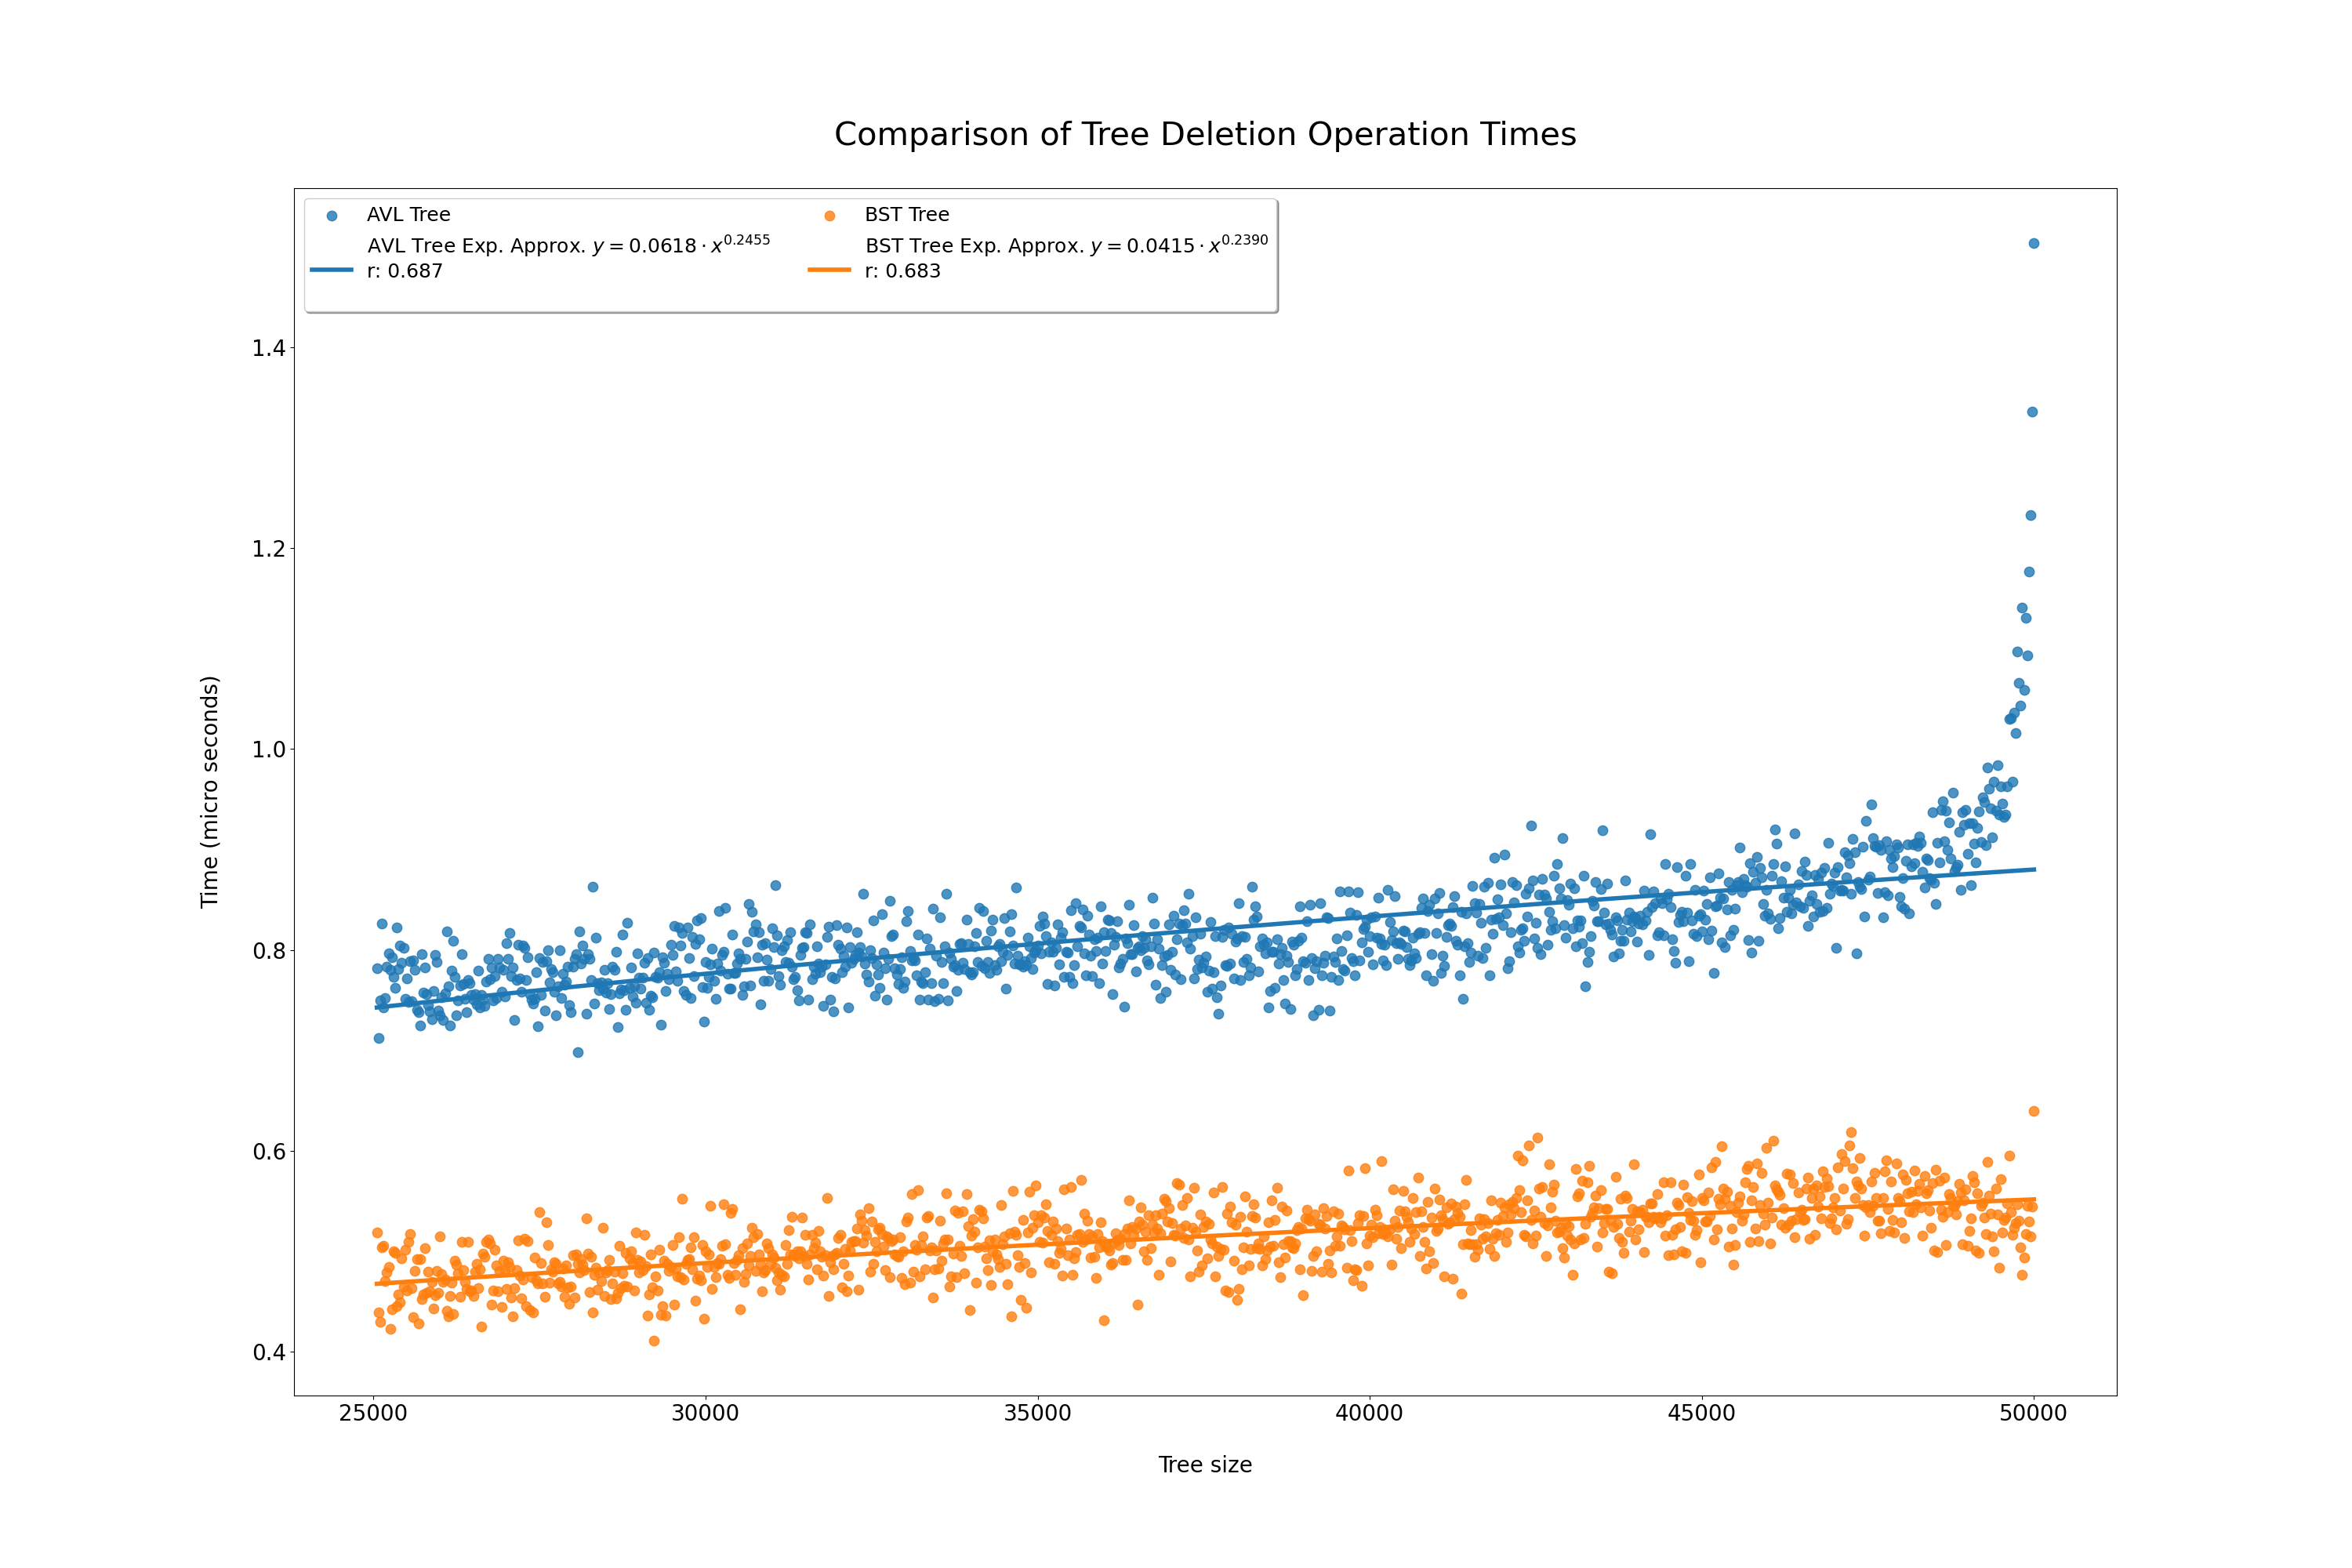 Comparison of Tree Deletion Operation Times
AVL Tree
AVL Tree Exp. Approx. y = 0.0618 · x^0.2455
r: 0.687
BST Tree
BST Tree Exp. Approx. y = 0.0415 · x^0.2390
r: 0.683
Time (micro seconds)
1.4
1.2
1.0
0.8
0.6
0.4
25000 30000 35000 40000 45000 50000
Tree size